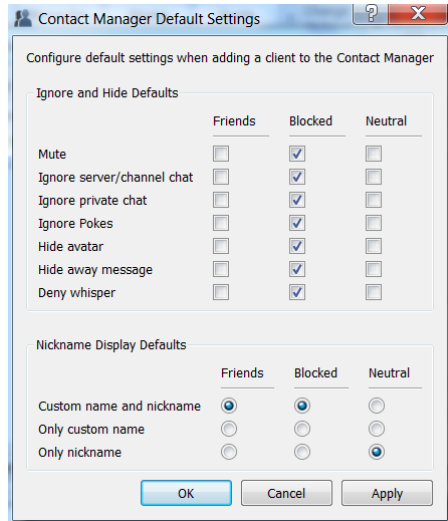 Contact Manager Default Settings
Configure default settings when adding a client to the Contact Manager
Ignore and Hide Defaults
Friends Blocked Neutral
Mute
Ignore server/channel chat
Ignore private chat
Ignore Pokes
Hide avatar
Hide away message
Deny whisper
Nickname Display Defaults
Friends Blocked Neutral
Custom name and nickname
Only custom name
Only nickname
OK Cancel Apply